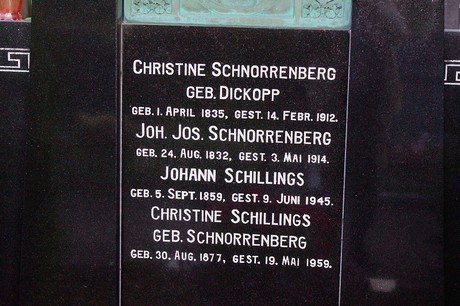 CHRISTINE SCHNORRENBERG
GEB. DICKOPP
GEB. 1. APRIL 1835, GEST. 14. FEBR. 1912.
JOH. JOS. SCHNORRENBERG
GEB. 24. AUG. 1832, GEST. 3. MAI 1914.
JOHANN SCHILLINGS
GEB. 5. SEPT. 1859, GEST. 9. JUNI 1945.
CHRISTINE SCHILLINGS
GEB. SCHNORRENBERG
GEB. 30. AUG. 1877, GEST. 19. MAI 1959.